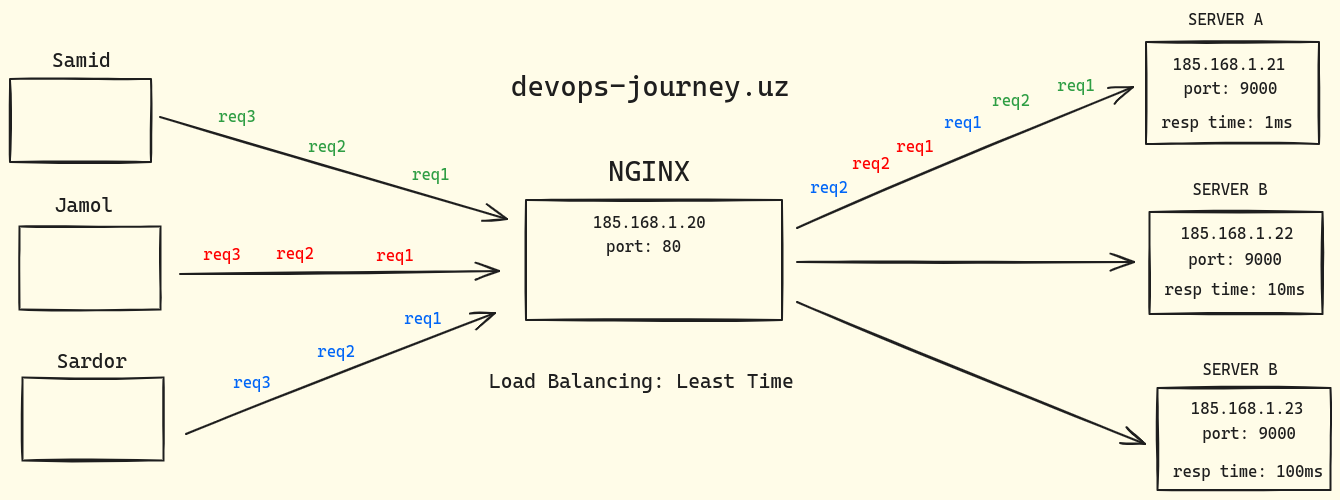 Samid
req3
req2
req1
Jamol
req3
req2
req1
Sardor
req1
req2
req3
devops-journey.uz
NGINX
185.168.1.20
port: 80
Load Balancing: Least Time
req1
req2
req1
req1
req2
req2
SERVER A
185.168.1.21
port: 9000
resp time: 1ms
SERVER B
185.168.1.22
port: 9000
resp time: 10ms
SERVER B
185.168.1.23
port: 9000
resp time: 100ms